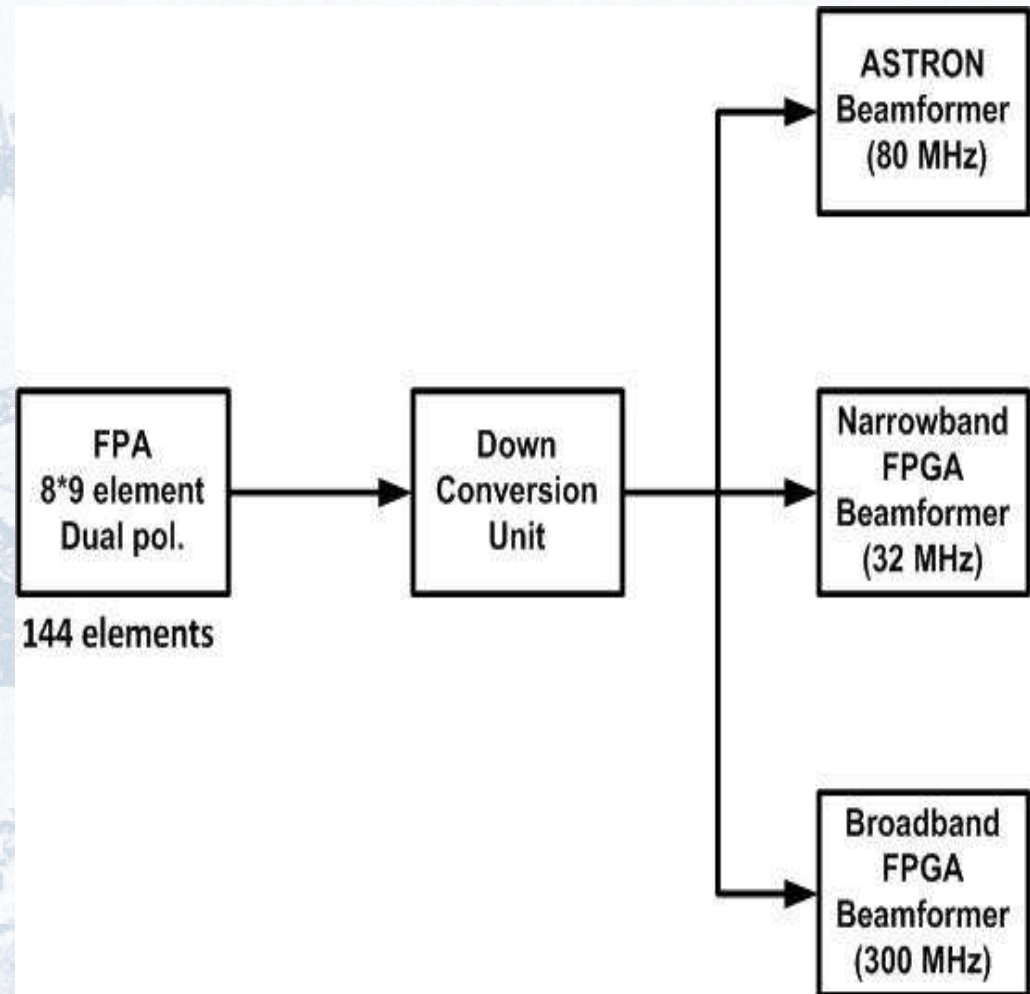 FPA
8*9 element
Dual pol.
144 elements
Down
Conversion
Unit
ASTRON
Beamformer
(80 MHz)
Narrowband
FPGA
Beamformer
(32 MHz)
Broadband
FPGA
Beamformer
(300 MHz)